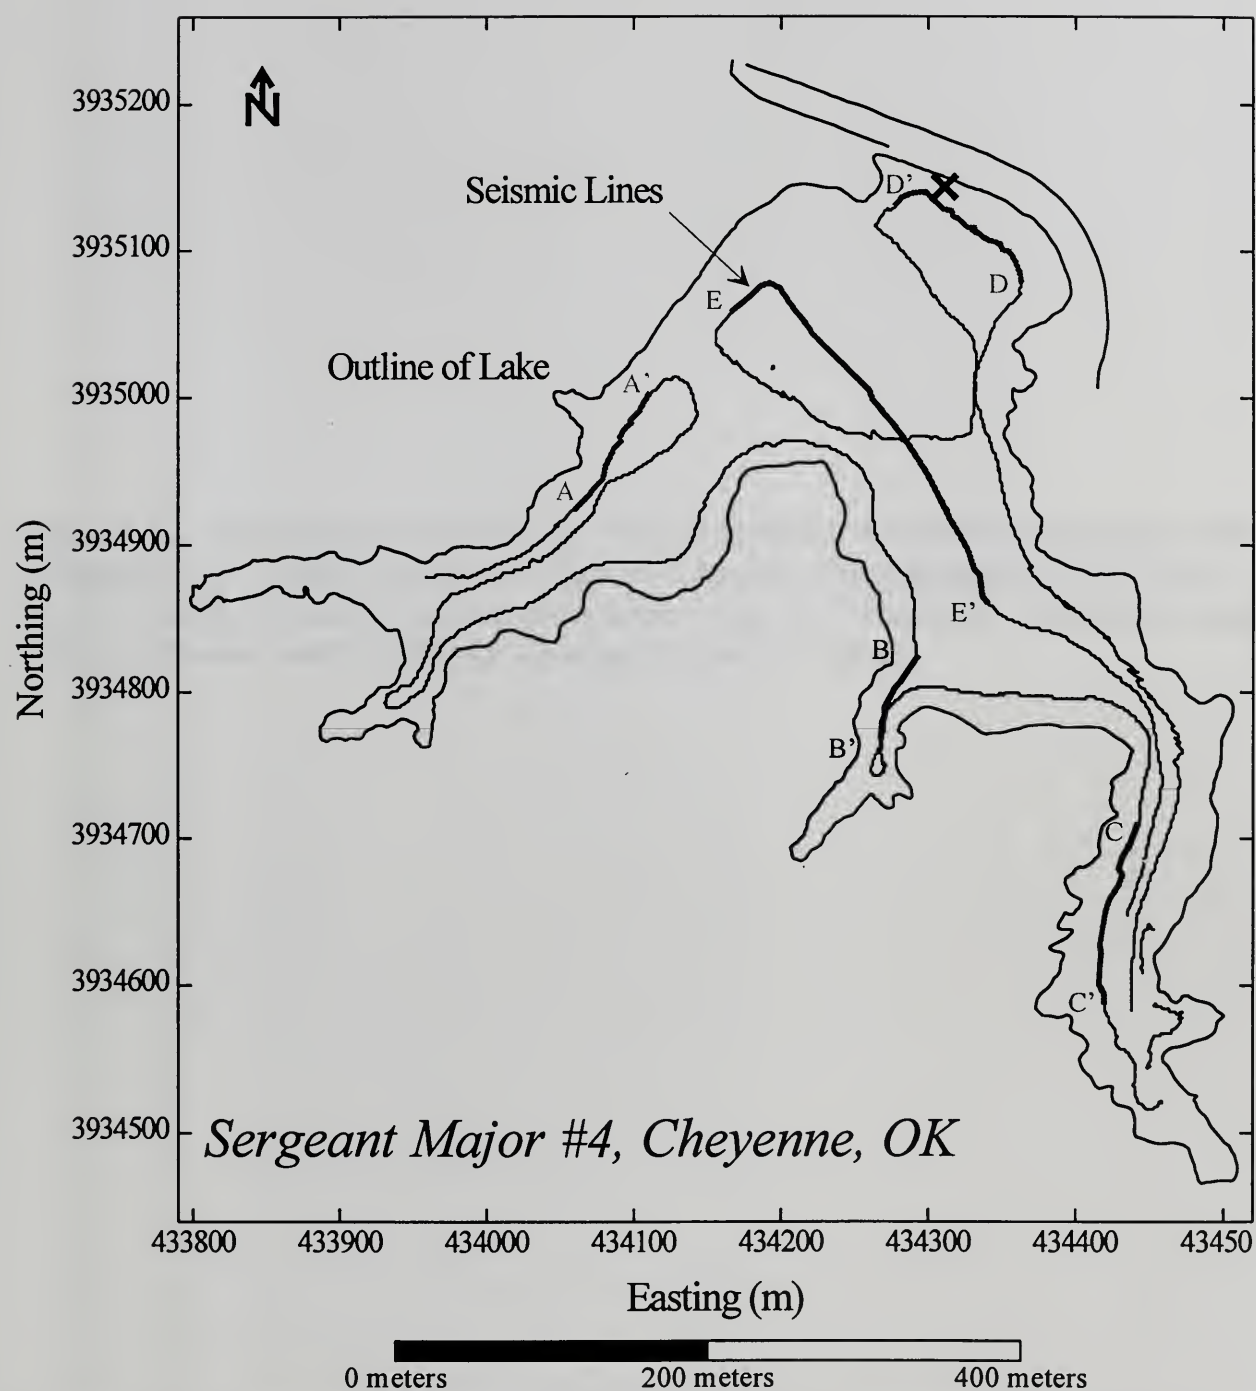 3935200
3935100
3935000
3934900
3934800
3934700
3934600
3934500
Northing (m)
N
Seismic Lines
Outline of Lake
D'
D
E
A'
A
E'
B
B'
C
C'
Sergeant Major #4, Cheyenne, OK
433800 433900 434000 434100 434200 434300 434400 43450
Easting (m)
0 meters 200 meters 400 meters